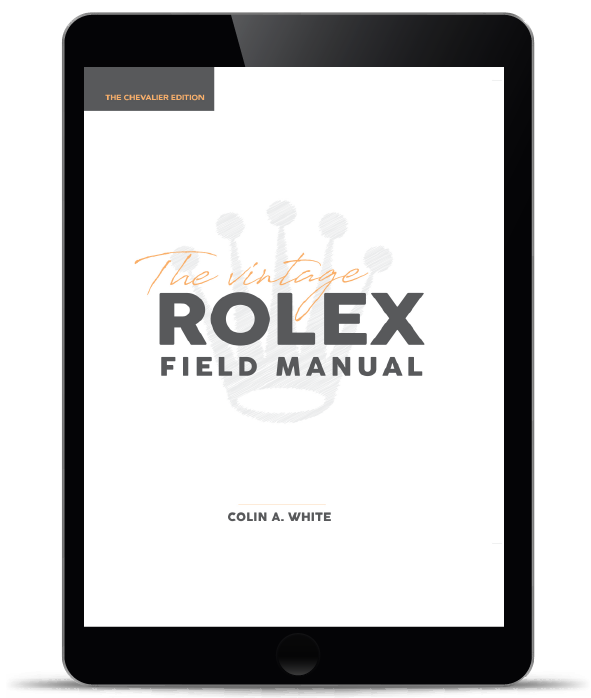 THE CHEVALIER EDITION
The vintage
ROLEX
FIELD MANUAL
COLIN A. WHITE